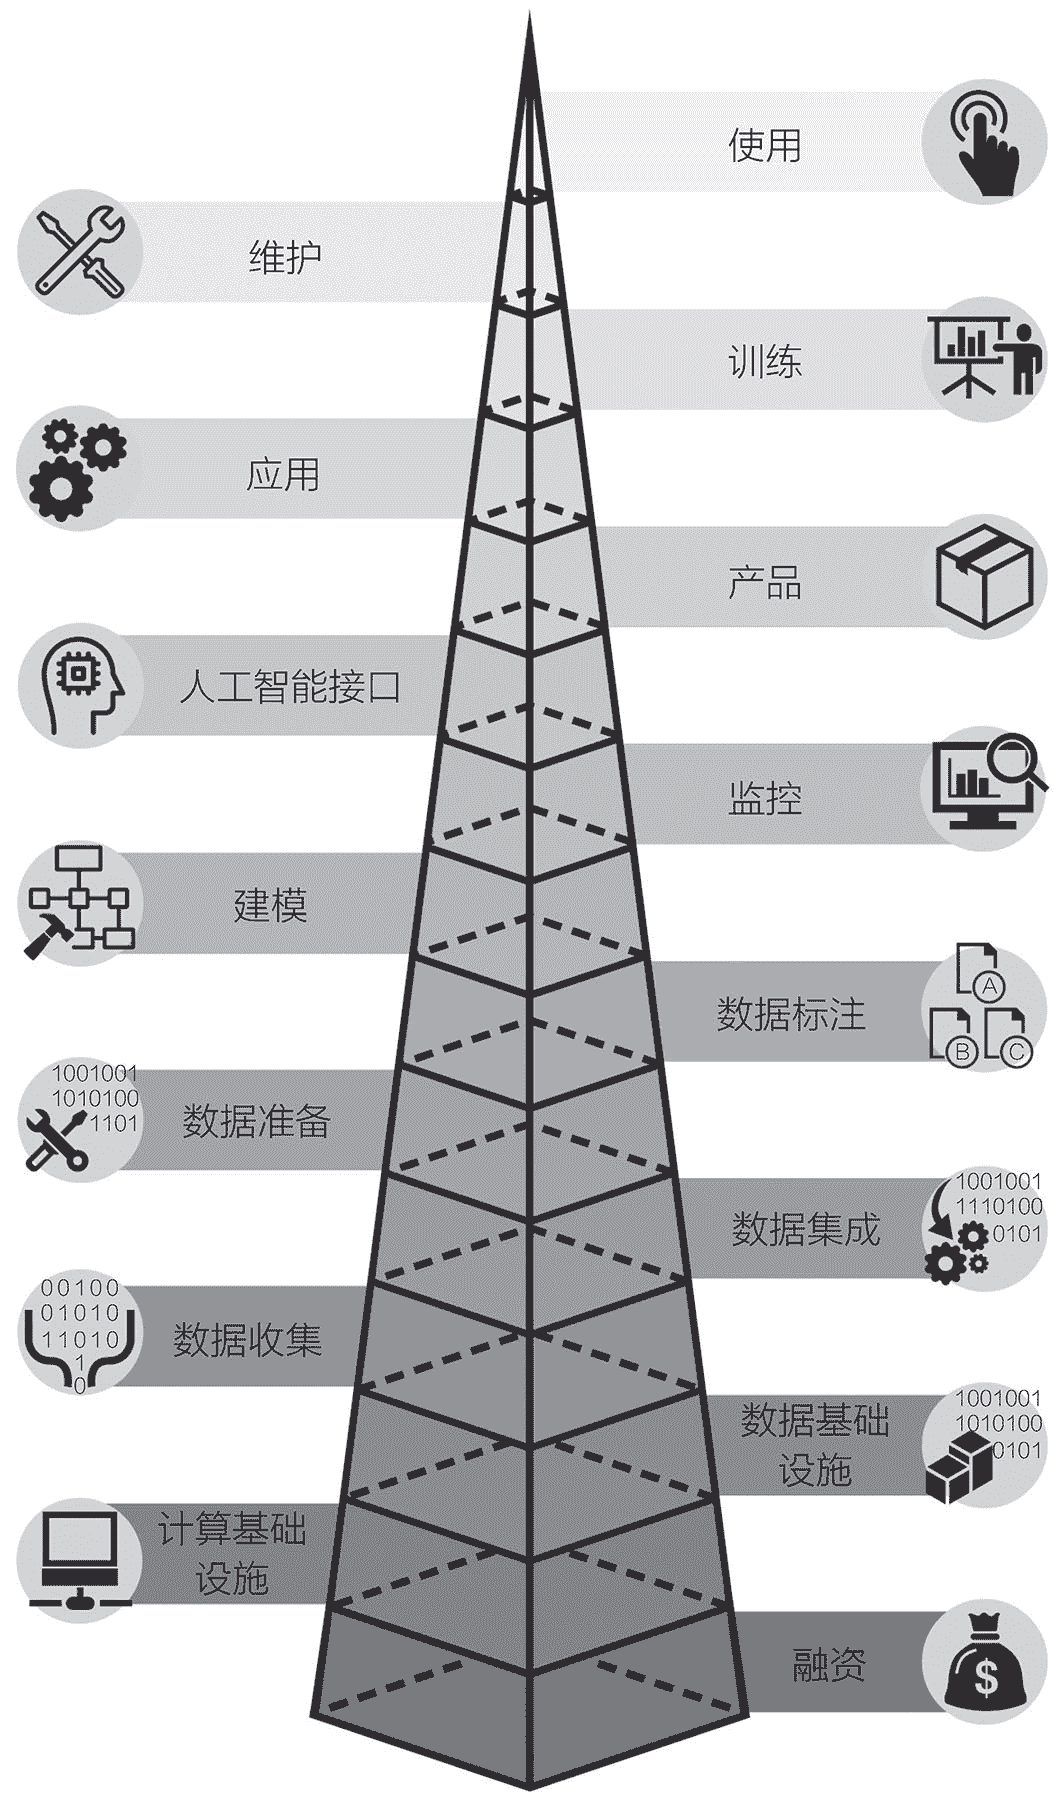 使用
维护
训练
应用
产品
人工智能接口
监控
建模
A
数据标注
B
C
1001001
1010100
1101
数据准备
1001001
1110100
0101
数据集成
00100
01010
11010
1
0
数据收集
1001001
1010100
0101
数据基础
设施
计算基础
设施
融资
$